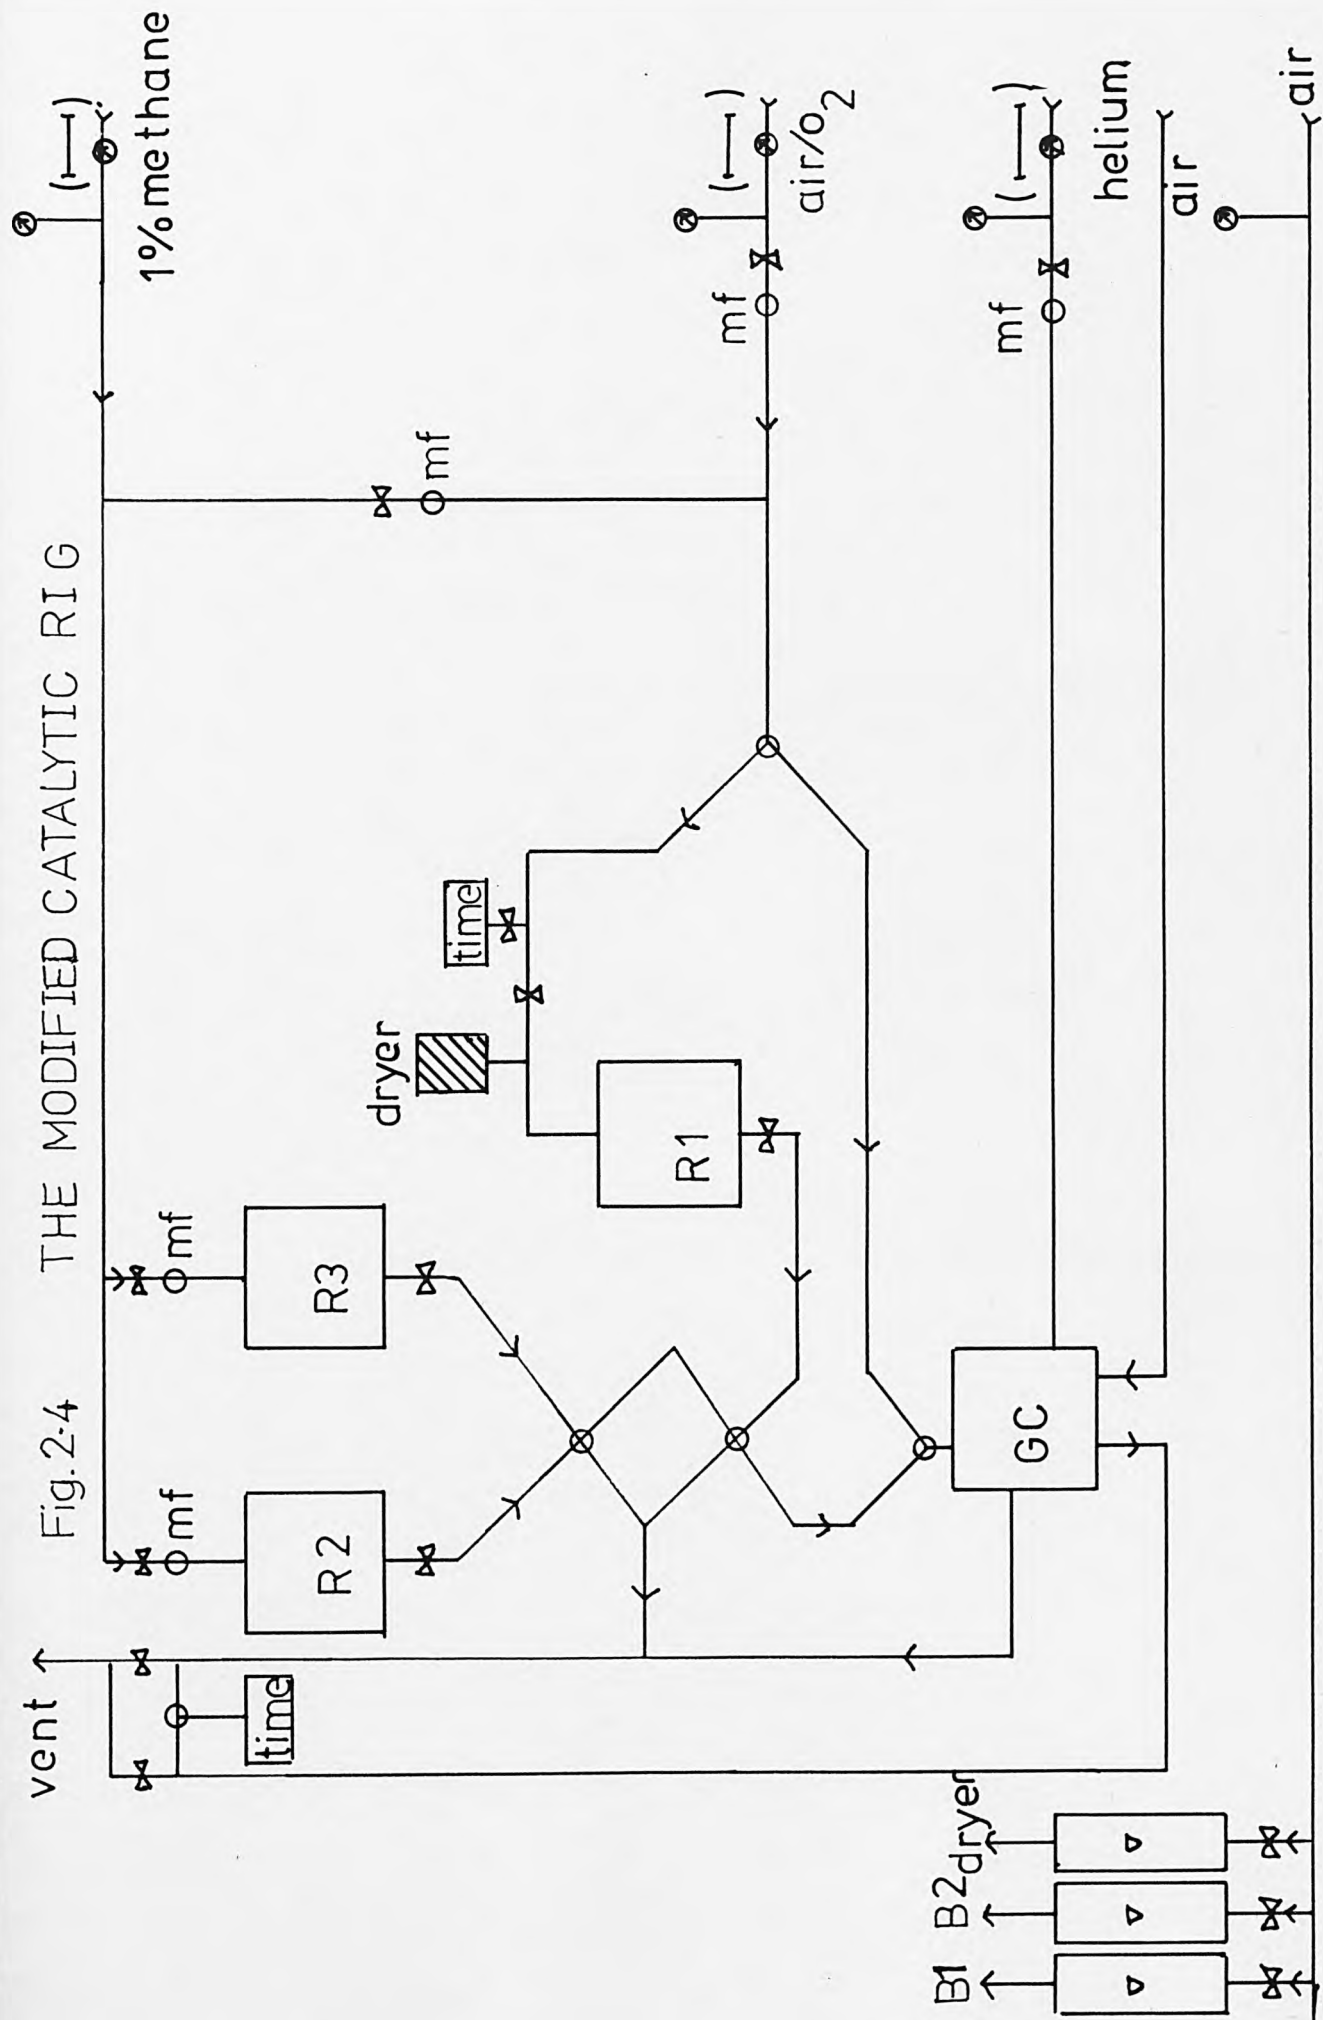 Fig.2-4 THE MODIFIED CATALYTIC RIG
vent
time
mf
mf
mf
1% methane
R2
R3
dryer
time
R1
mf
air/O2
GC
mf
helium
air
B1
B2
dryer
air